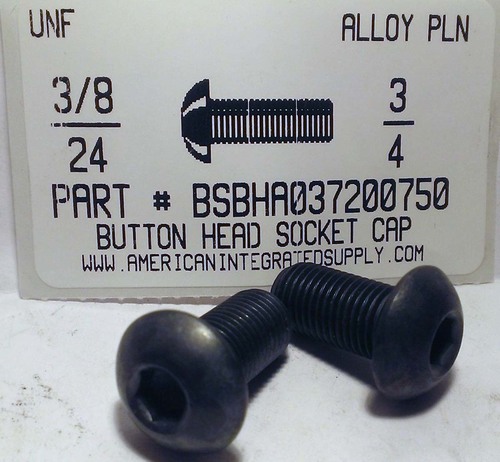 UNF ALLOY PLN
3/8 3
24 4
PART # BSBHA037200750
BUTTON HEAD SOCKET CAP
WWW.AMERICANINTEGRATEDSUPPLY.COM